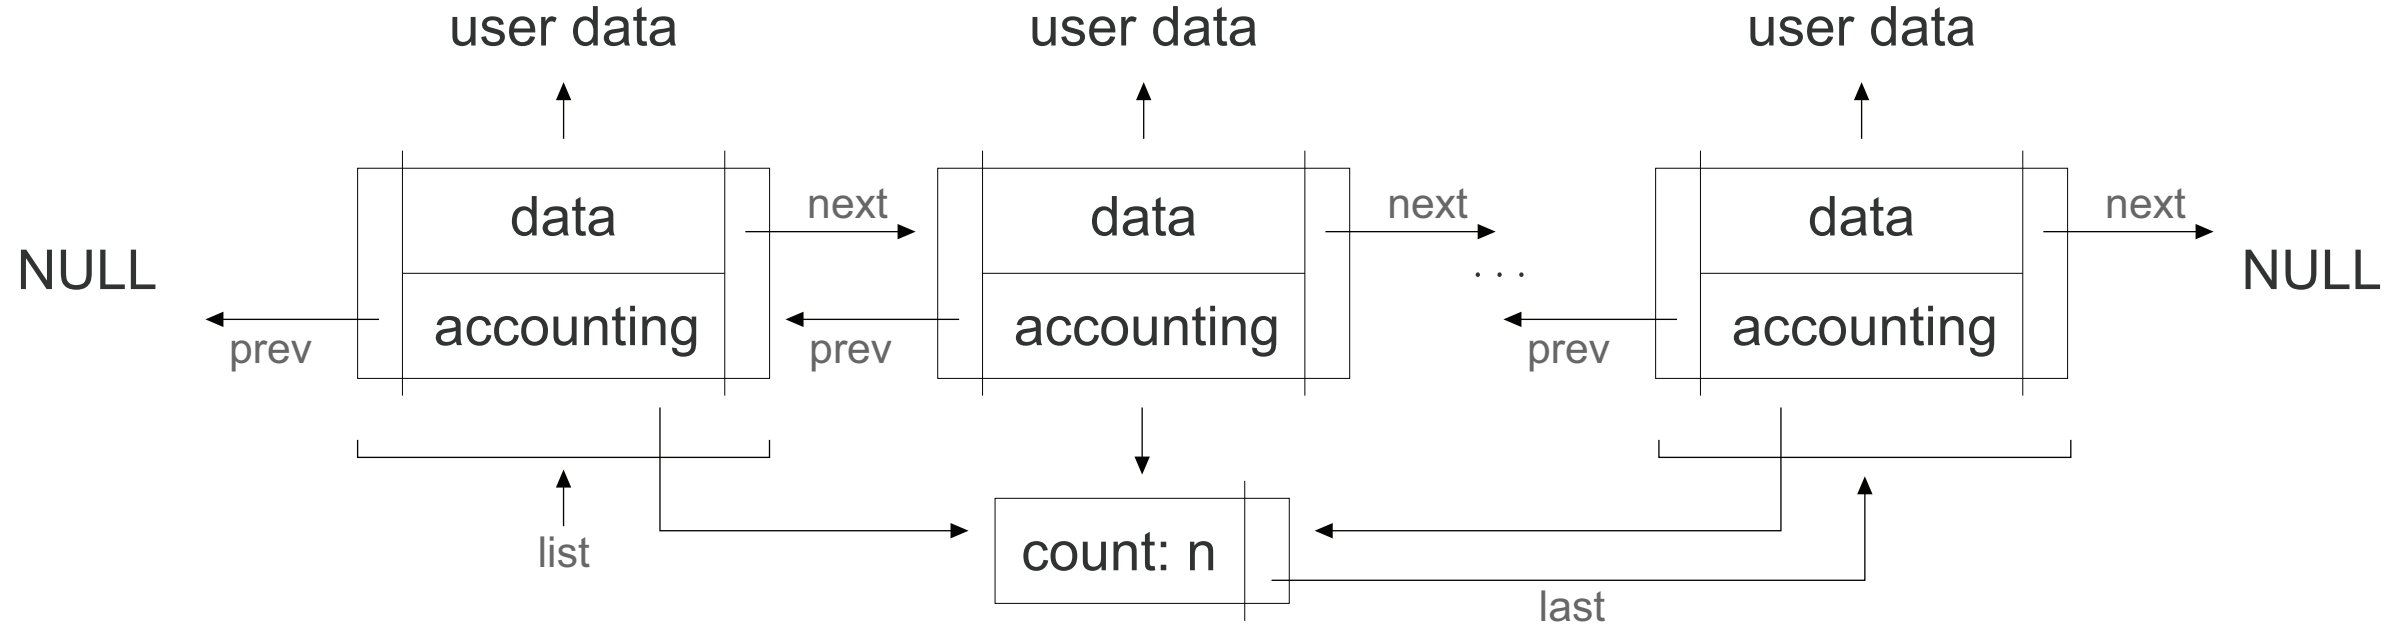 user data
user data
user data
data
next
data
next
data
next
NULL
. . .
NULL
accounting
accounting
accounting
prev
prev
prev
list
count: n
last